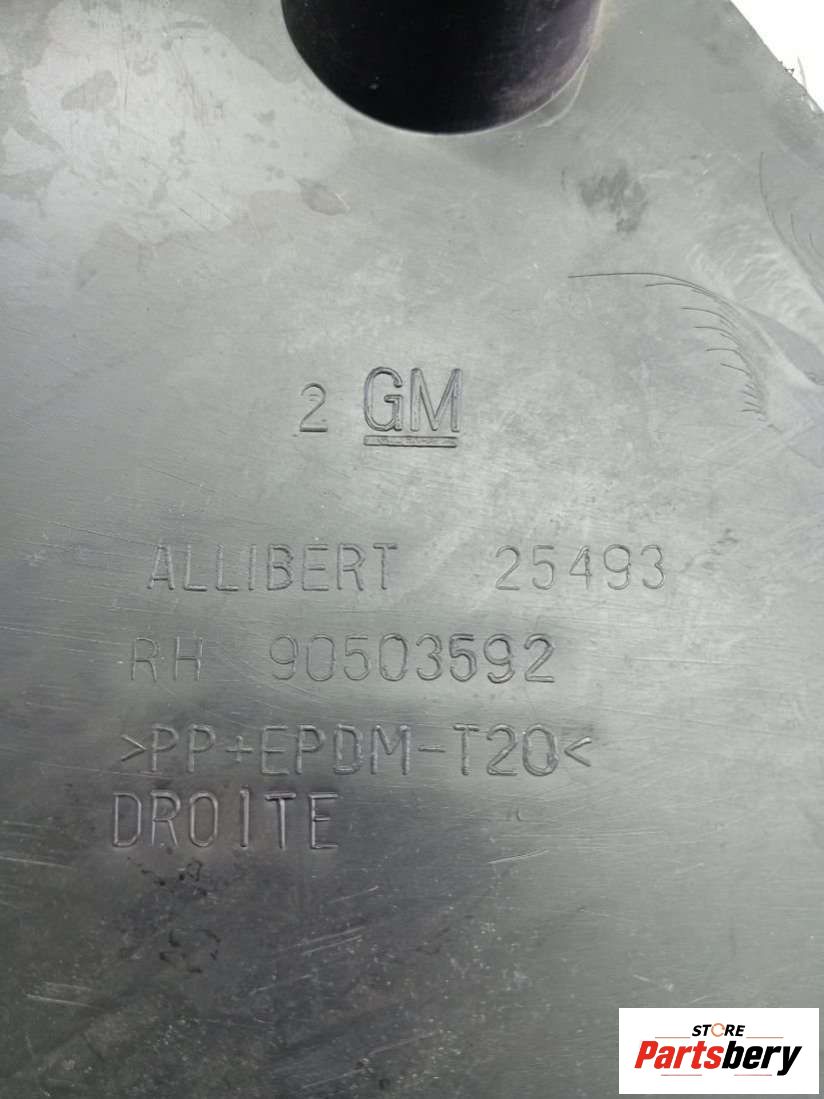 2 GM
ALLIBERT 25493
RH 90503592
>PP+EPDM-T20<
DROITE
STORE
Partsbery